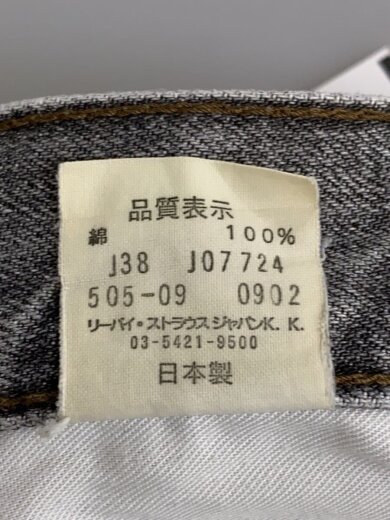 品質表示
綿 100%
J38 J07724
505-09 0902
リーバイ・ストラウス ジャパンK. K.
03-5421-9500
日本製